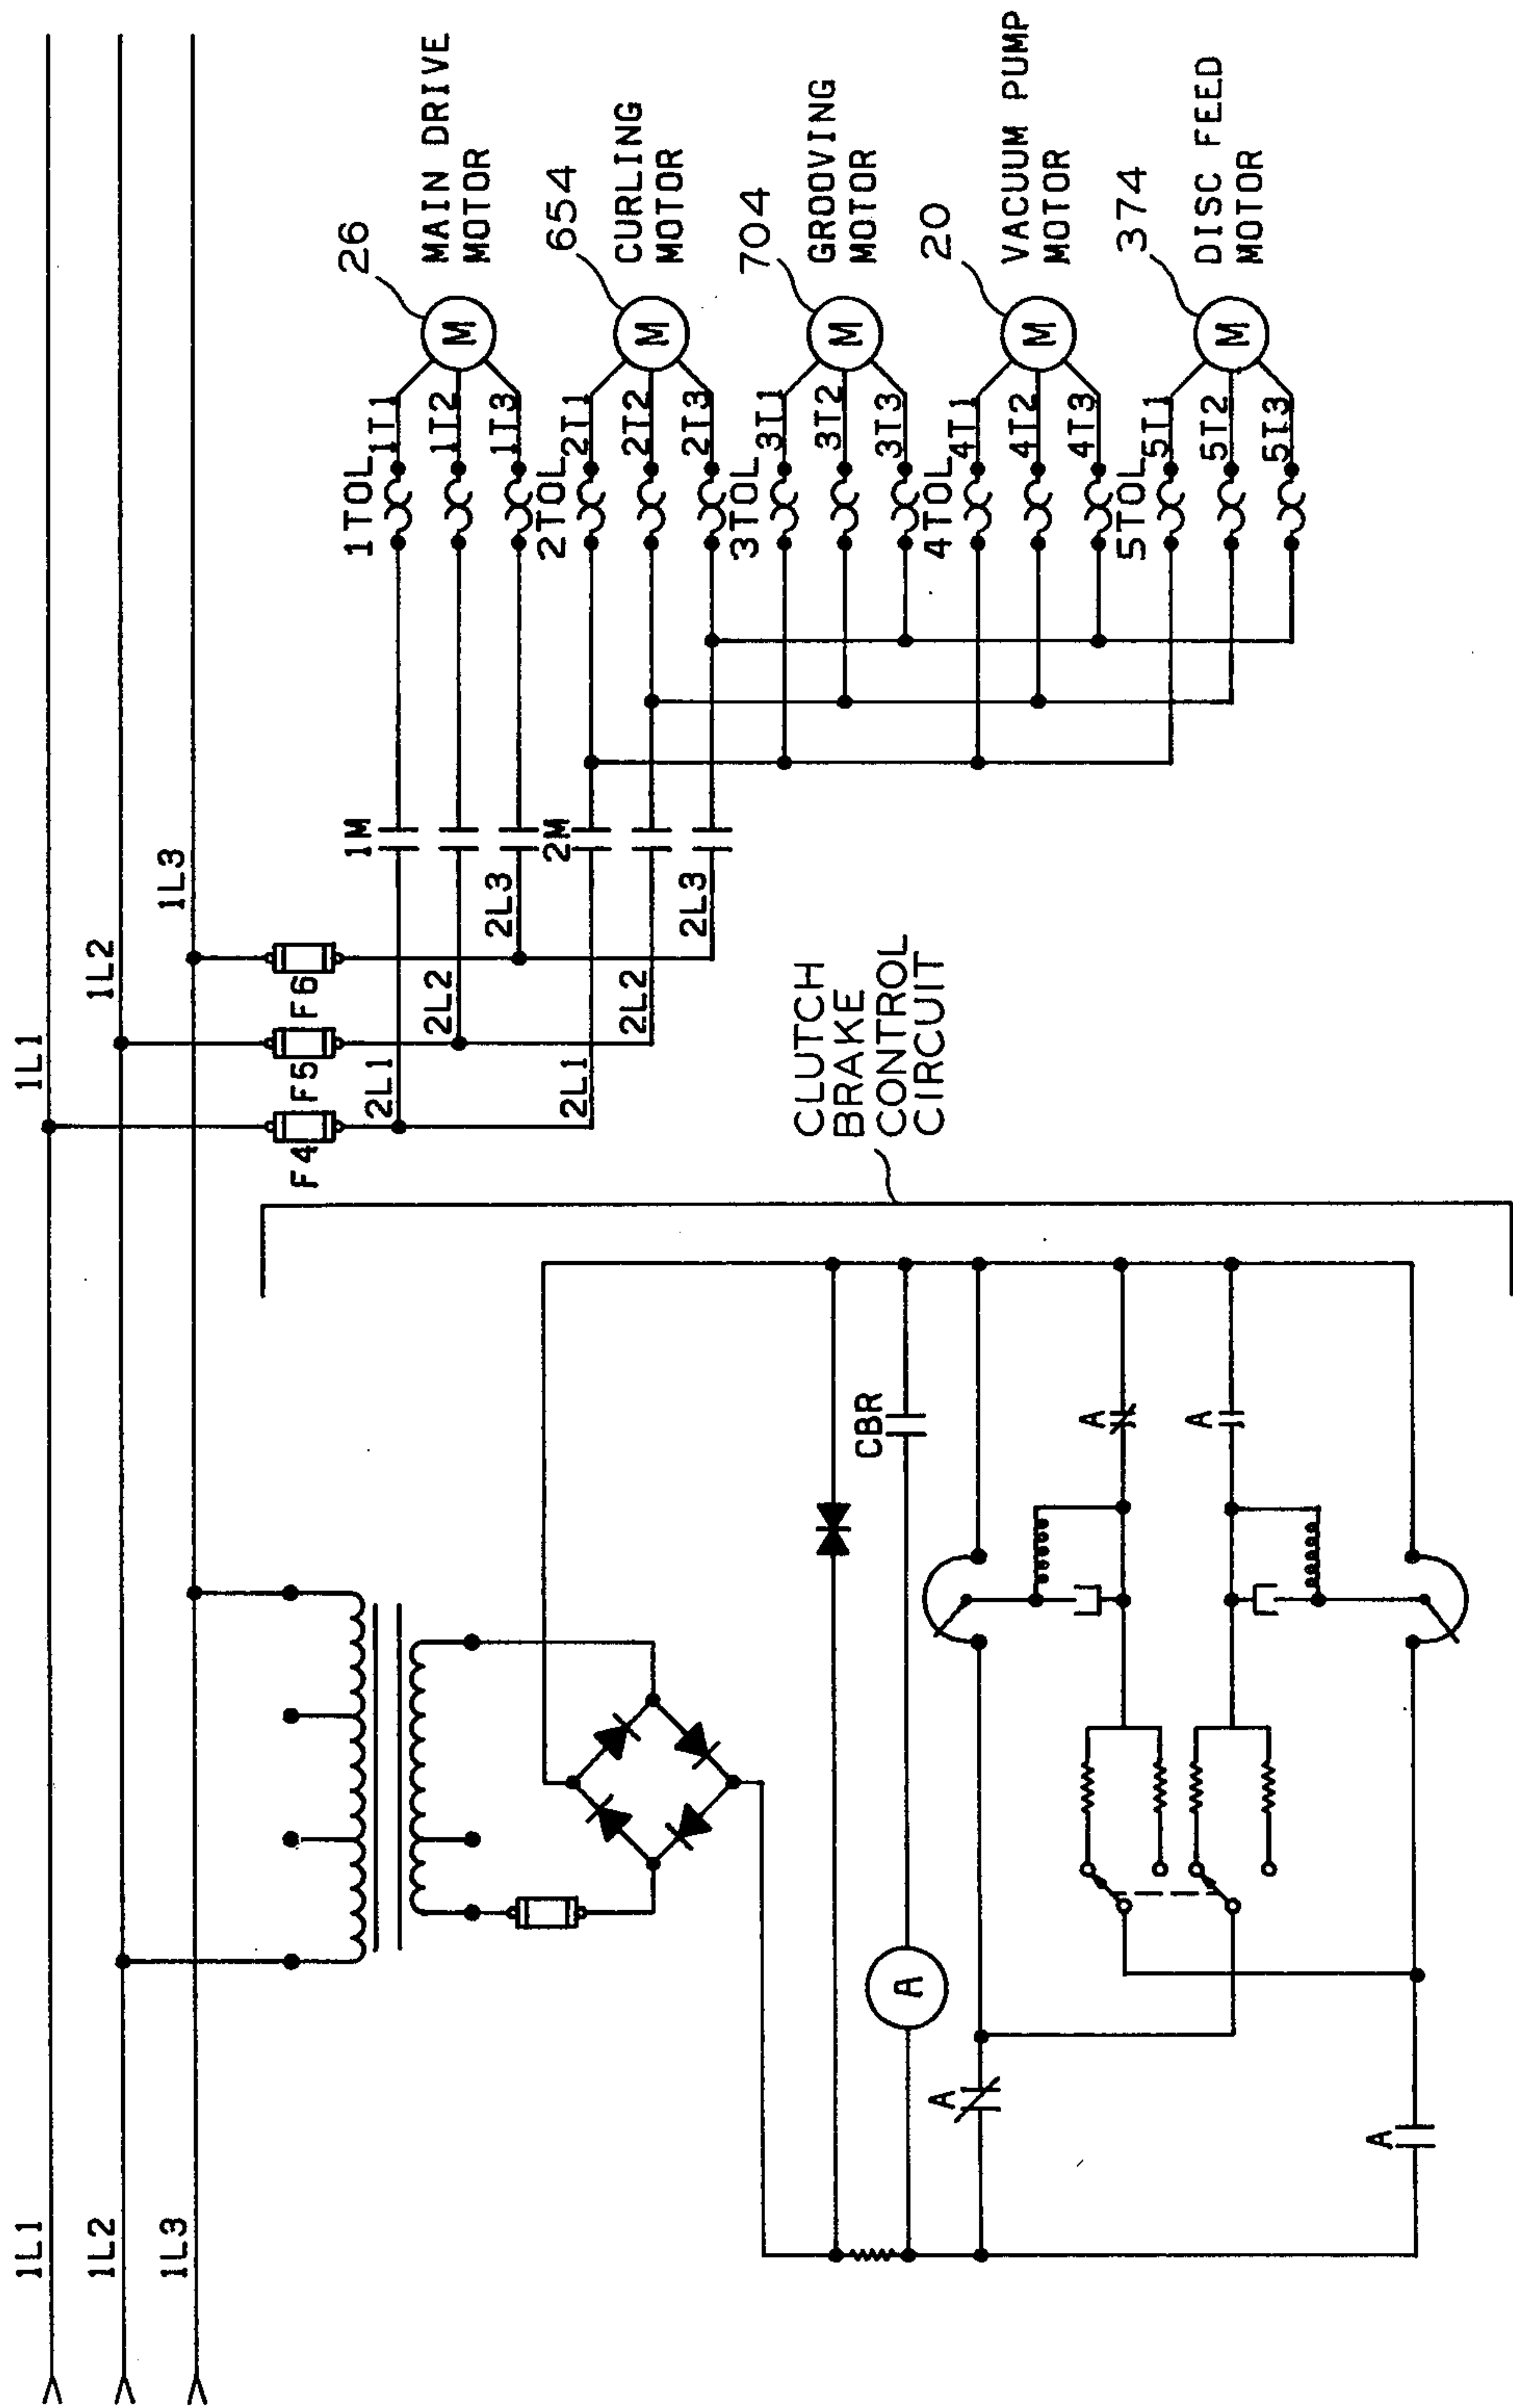 1L1
1L2
1L3
1L1
1L2
1L3
F4
F5
F6
2L1
2L2
2L3
2L1
2L2
2L3
1M
2M
1TOL
1T1
1T2
1T3
2TOL
2T1
2T2
2T3
3TOL
3T1
3T2
3T3
4TOL
4T1
4T2
4T3
5TOL
5T1
5T2
5T3
M
26
MAIN DRIVE
MOTOR
M
654
CURLING
MOTOR
M
704
GROOVING
MOTOR
M
20
VACUUM PUMP
MOTOR
M
374
DISC FEED
MOTOR
CLUTCH
BRAKE
CONTROL
CIRCUIT
CBR
A
A
A
A
A